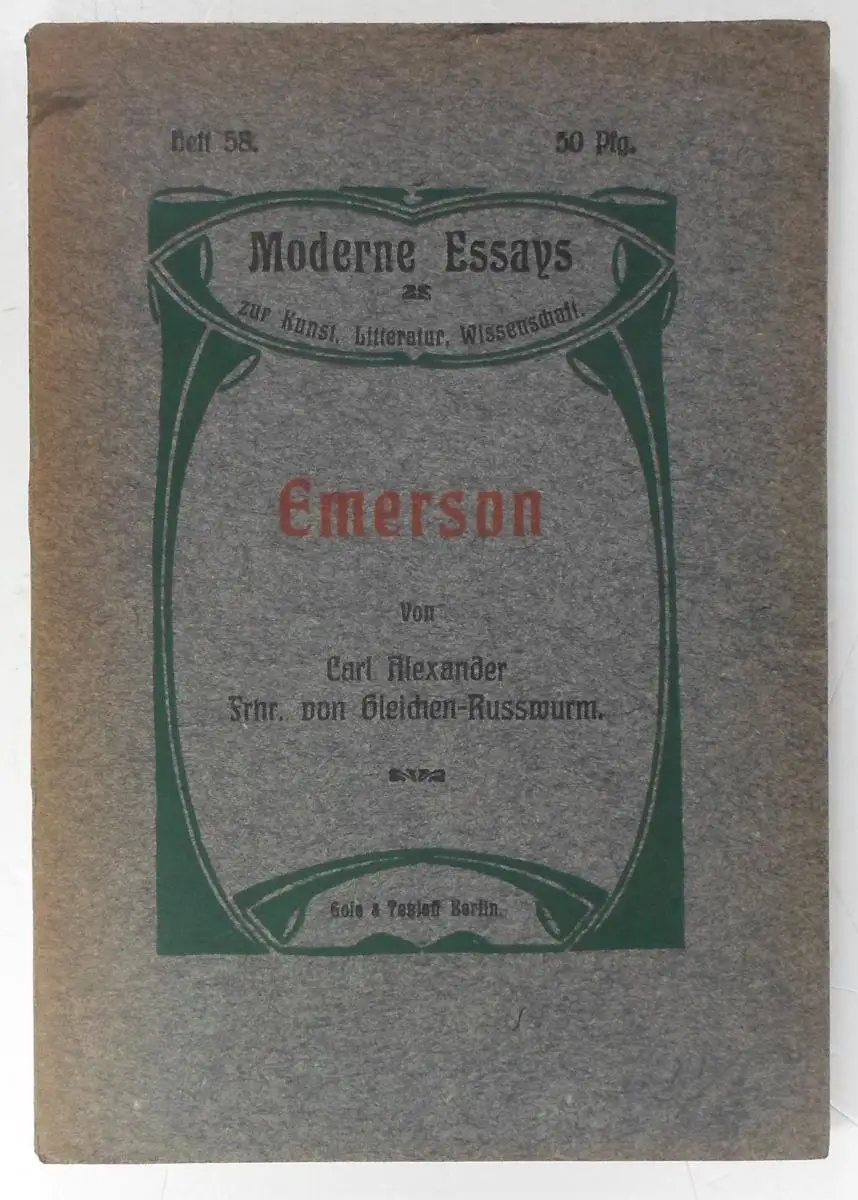 Heft 58.
50 Pfg.
Moderne Essays
zur Kunst, Litteratur, Wissenschaft.
Emerson
Von
Carl Alexander
Frhr. von Gleichen-Russwurm.
Gose & Tetzlaff Berlin.